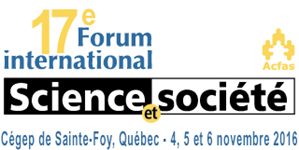 17e Forum
international
Acfas
Science et société
Cégep de Sainte-Foy, Québec - 4, 5 et 6 novembre 2016